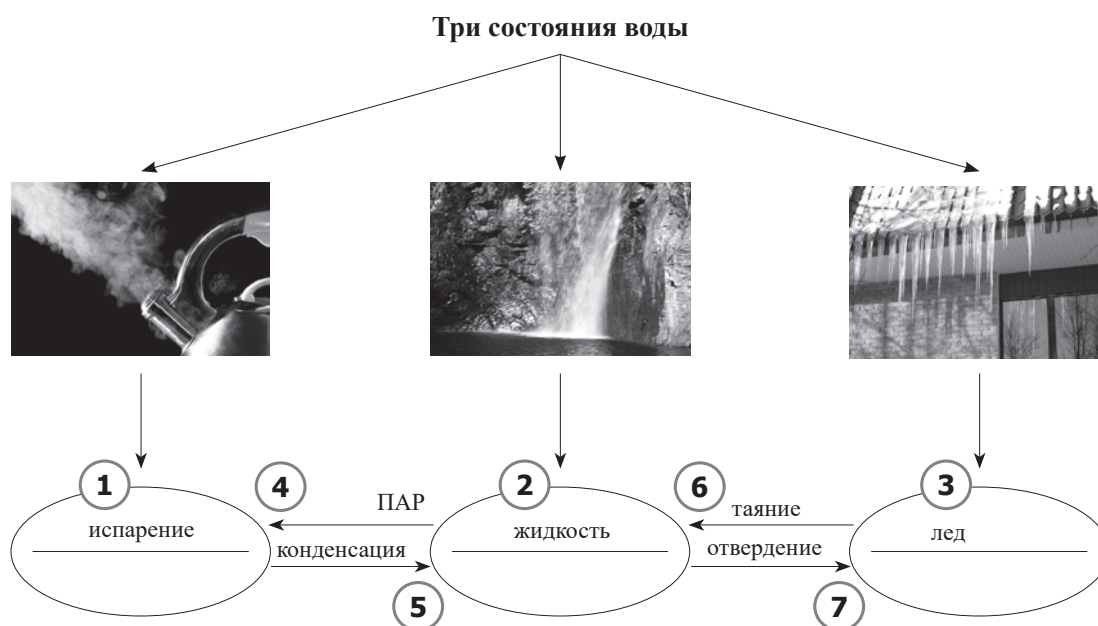 Три состояния воды
1
4
2
6
3
испарение
ПАР
жидкость
таяние
лед
конденсация
отвердение
5
7